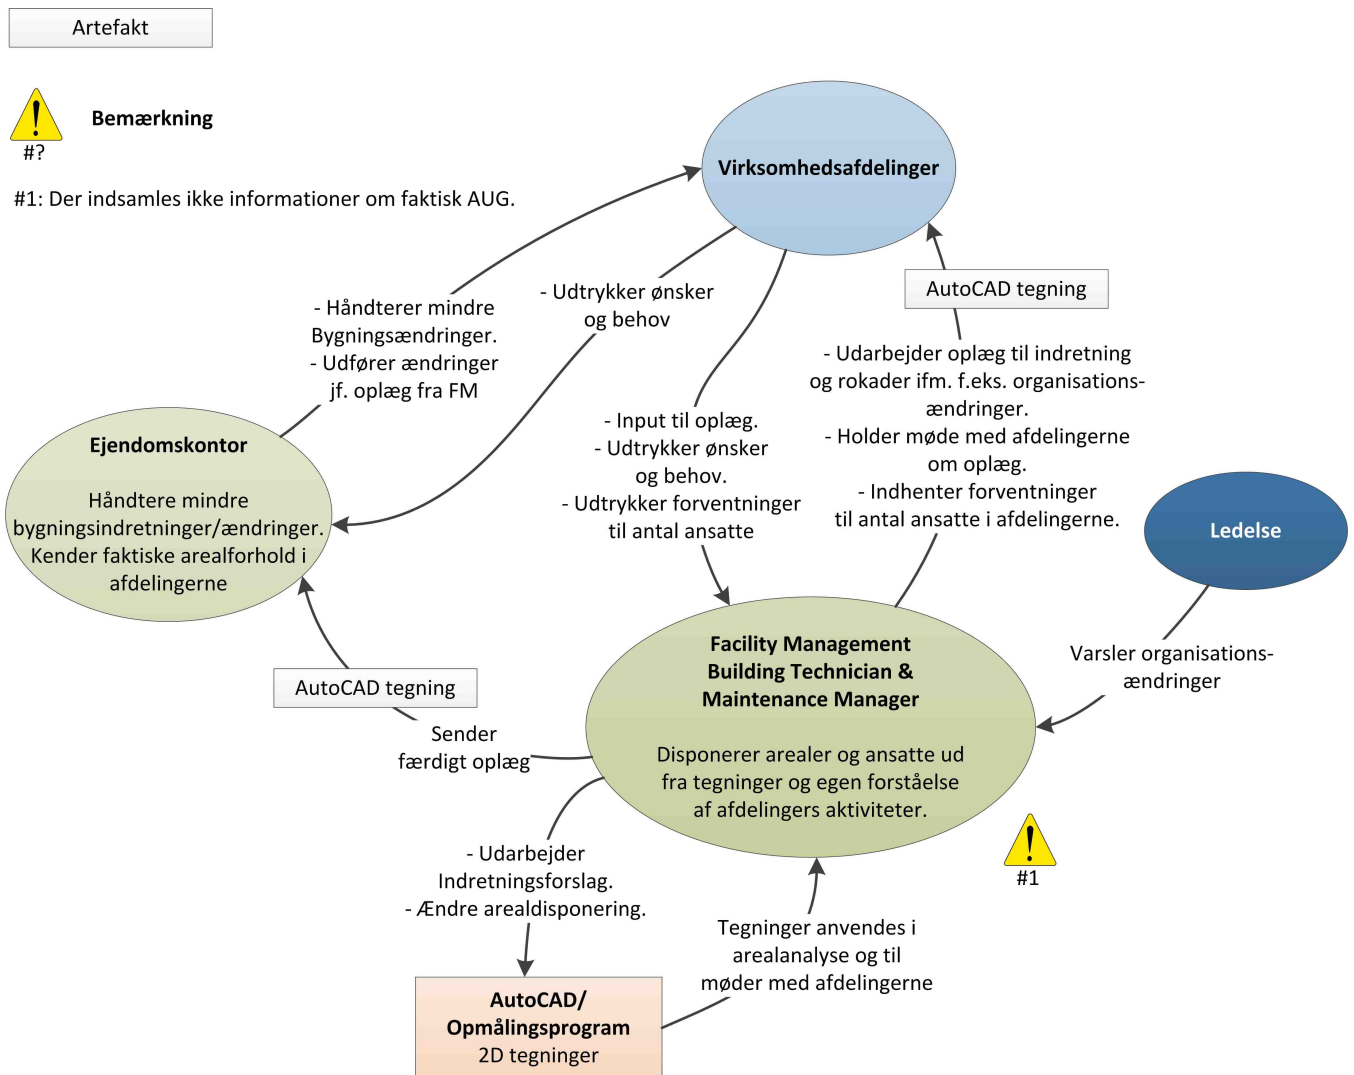 Artefakt
Bemærkning
#?
#1: Der indsamles ikke informationer om faktisk AUG.
Virksomhedsafdelinger
- Håndterer mindre
Bygningsændringer.
- Udfører ændringer
jf. oplæg fra FM
- Udtrykker ønsker
og behov
AutoCAD tegning
- Udarbejder oplæg til indretning
og rokader ifm. f.eks. organisations-
ændringer.
- Holder møde med afdelingerne
om oplæg.
- Indhenter forventninger
til antal ansatte i afdelingerne.
- Input til oplæg.
- Udtrykker ønsker
og behov.
- Udtrykker forventninger
til antal ansatte
Ejendomskontor
Håndtere mindre
bygningsindretninger/ændringer.
Kender faktiske arealforhold i
afdelingerne
Ledelse
Varsler organisations-
ændringer
Facility Management
Building Technician &
Maintenance Manager
Disponerer arealer og ansatte ud
fra tegninger og egen forståelse
af afdelingers aktiviteter.
AutoCAD tegning
Sender
færdigt oplæg
#1
- Udarbejder
Indretningsforslag.
- Ændre arealdisponering.
Tegninger anvendes i
arealanalyse og til
møder med afdelingerne
AutoCAD/
Opmålingsprogram
2D tegninger